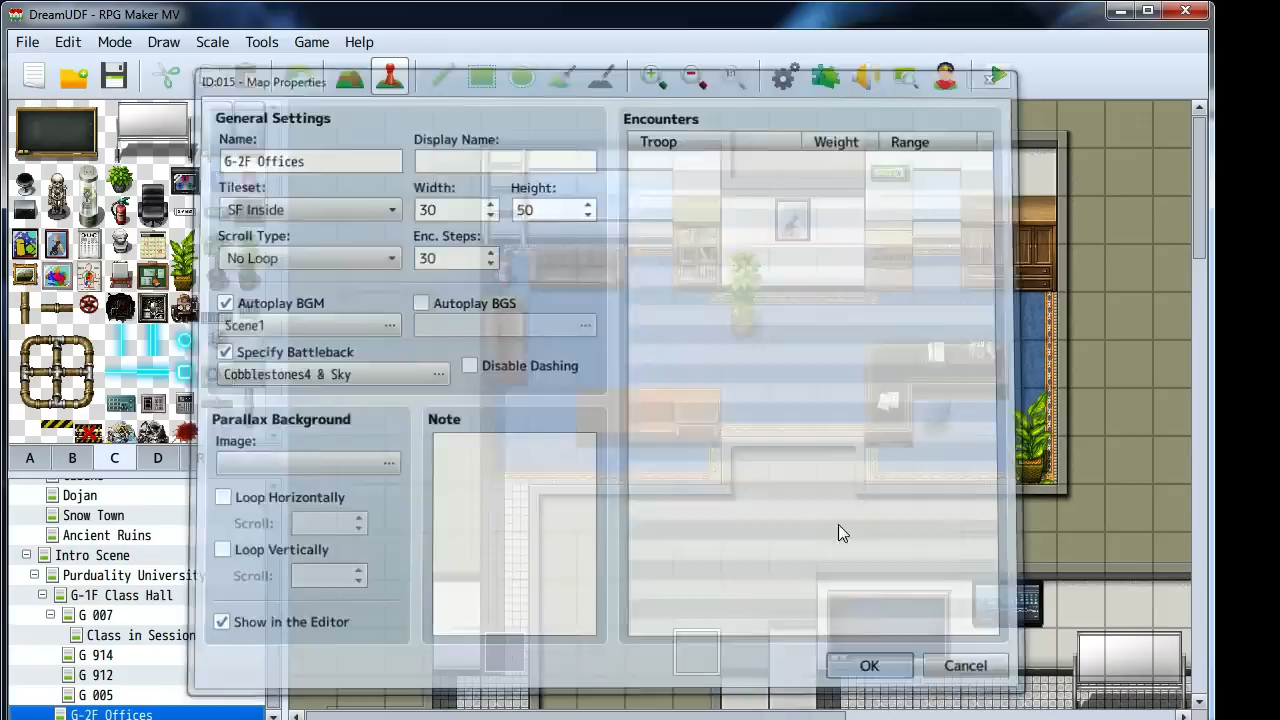 DreamUDF - RPG Maker MV
File Edit Mode Draw Scale Tools Game Help
1:1
ID:015 - Map Properties
General Settings
Name:
Display Name:
G-2F Offices
Tileset:
Width:
Height:
SF Inside
30
50
Scroll Type:
Enc. Steps:
No Loop
30
Autoplay BGM
Autoplay BGS
Scene1
...
...
Specify Battleback
Disable Dashing
Cobblestones4 & Sky
...
Parallax Background
Image:
...
Loop Horizontally
Scroll:
Loop Vertically
Scroll:
Show in the Editor
Note
Encounters
Troop Weight Range
OK
Cancel
A B C D
Dojan
Snow Town
Ancient Ruins
Intro Scene
Purduality University
G-1F Class Hall
G 007
Class in Session
G 914
G 912
G 005
G-2F Offices